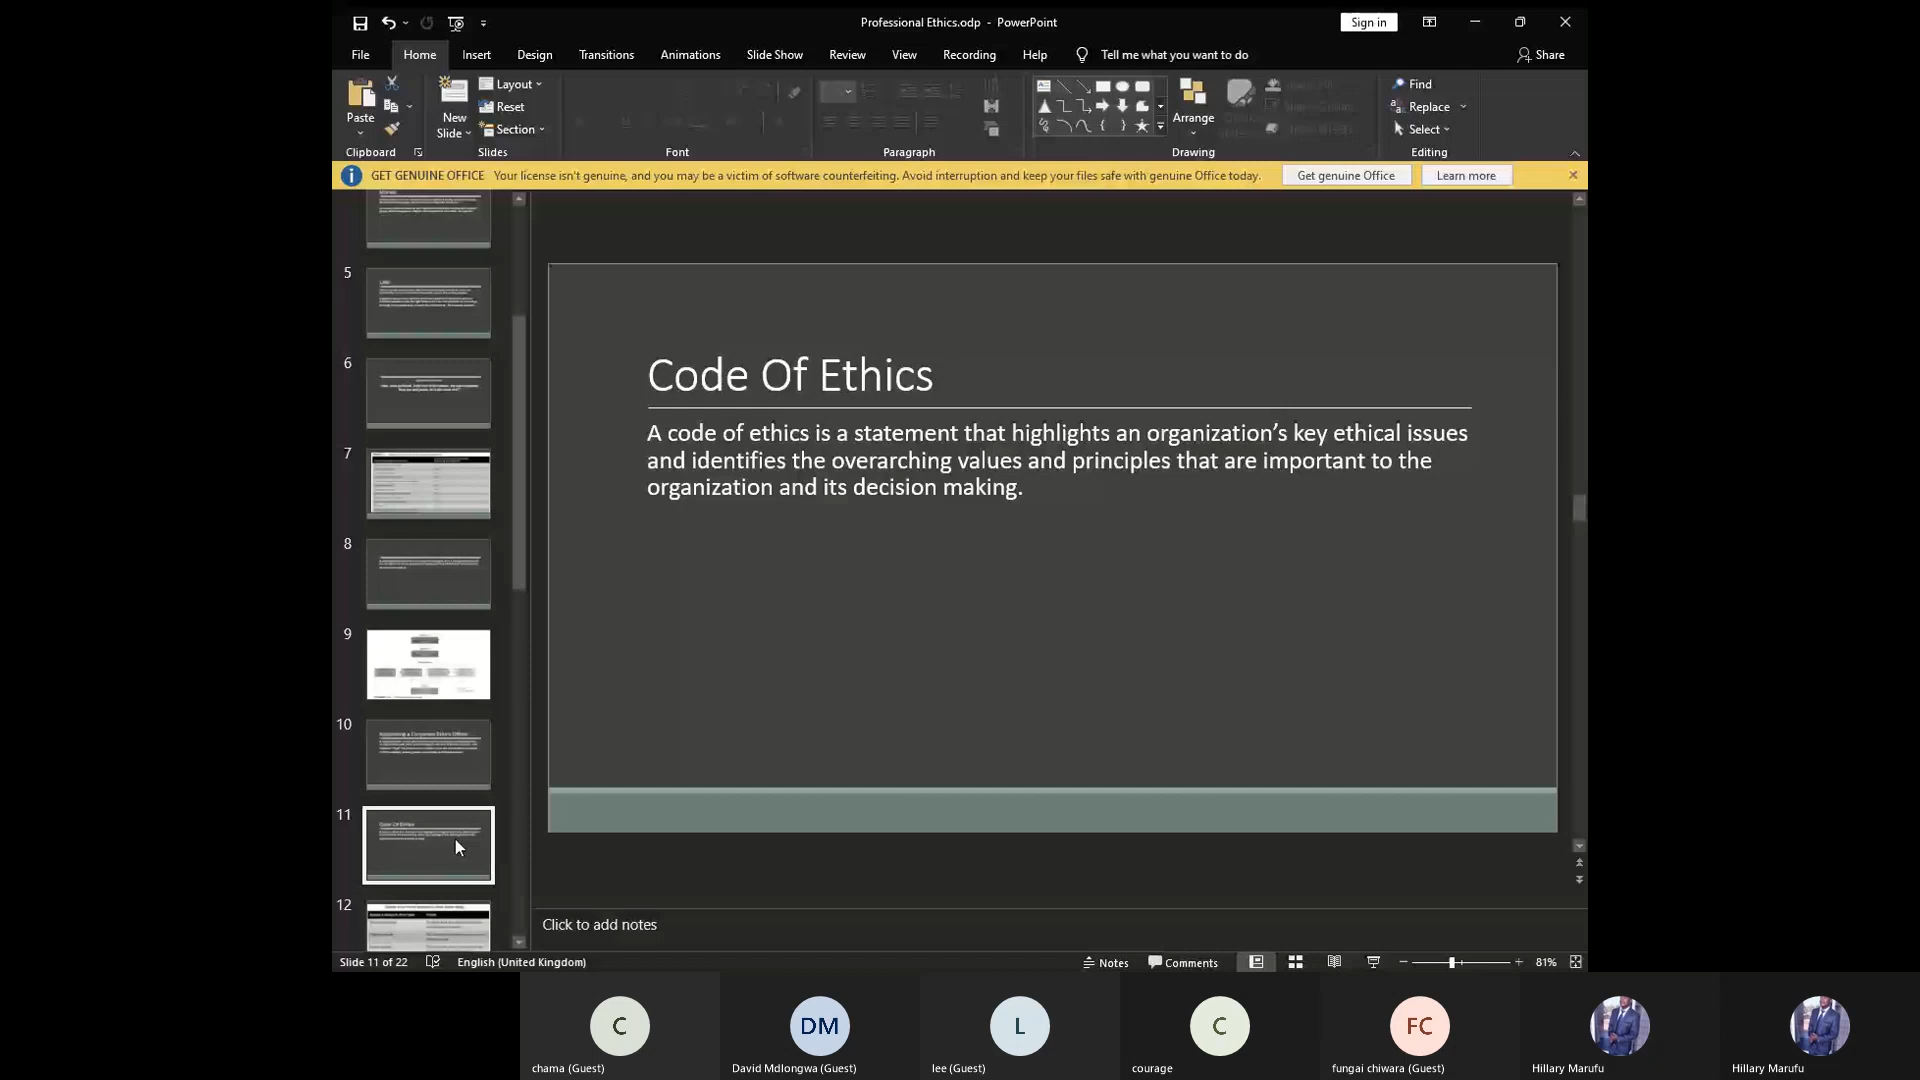 Professional Ethics.odp - PowerPoint
Sign in
File Home Insert Design Transitions Animations Slide Show Review View Recording Help Tell me what you want to do Share
Paste
New Slide
Layout
Reset
Section
Arrange
Find
Replace
Select
Clipboard Slides Font Paragraph Drawing Editing
GET GENUINE OFFICE Your license isn't genuine, and you may be a victim of software counterfeiting. Avoid interruption and keep your files safe with genuine Office today. Get genuine Office Learn more
5
6
7
8
9
10
11
Code Of Ethics
12
Code Of Ethics
A code of ethics is a statement that highlights an organization’s key ethical issues
and identifies the overarching values and principles that are important to the
organization and its decision making.
Click to add notes
Slide 11 of 22 English (United Kingdom) Notes Comments 81%
C DM L C FC
chama (Guest) David Mdlongwa (Guest) lee (Guest) courage fungai chiwara (Guest) Hillary Marufu Hillary Marufu